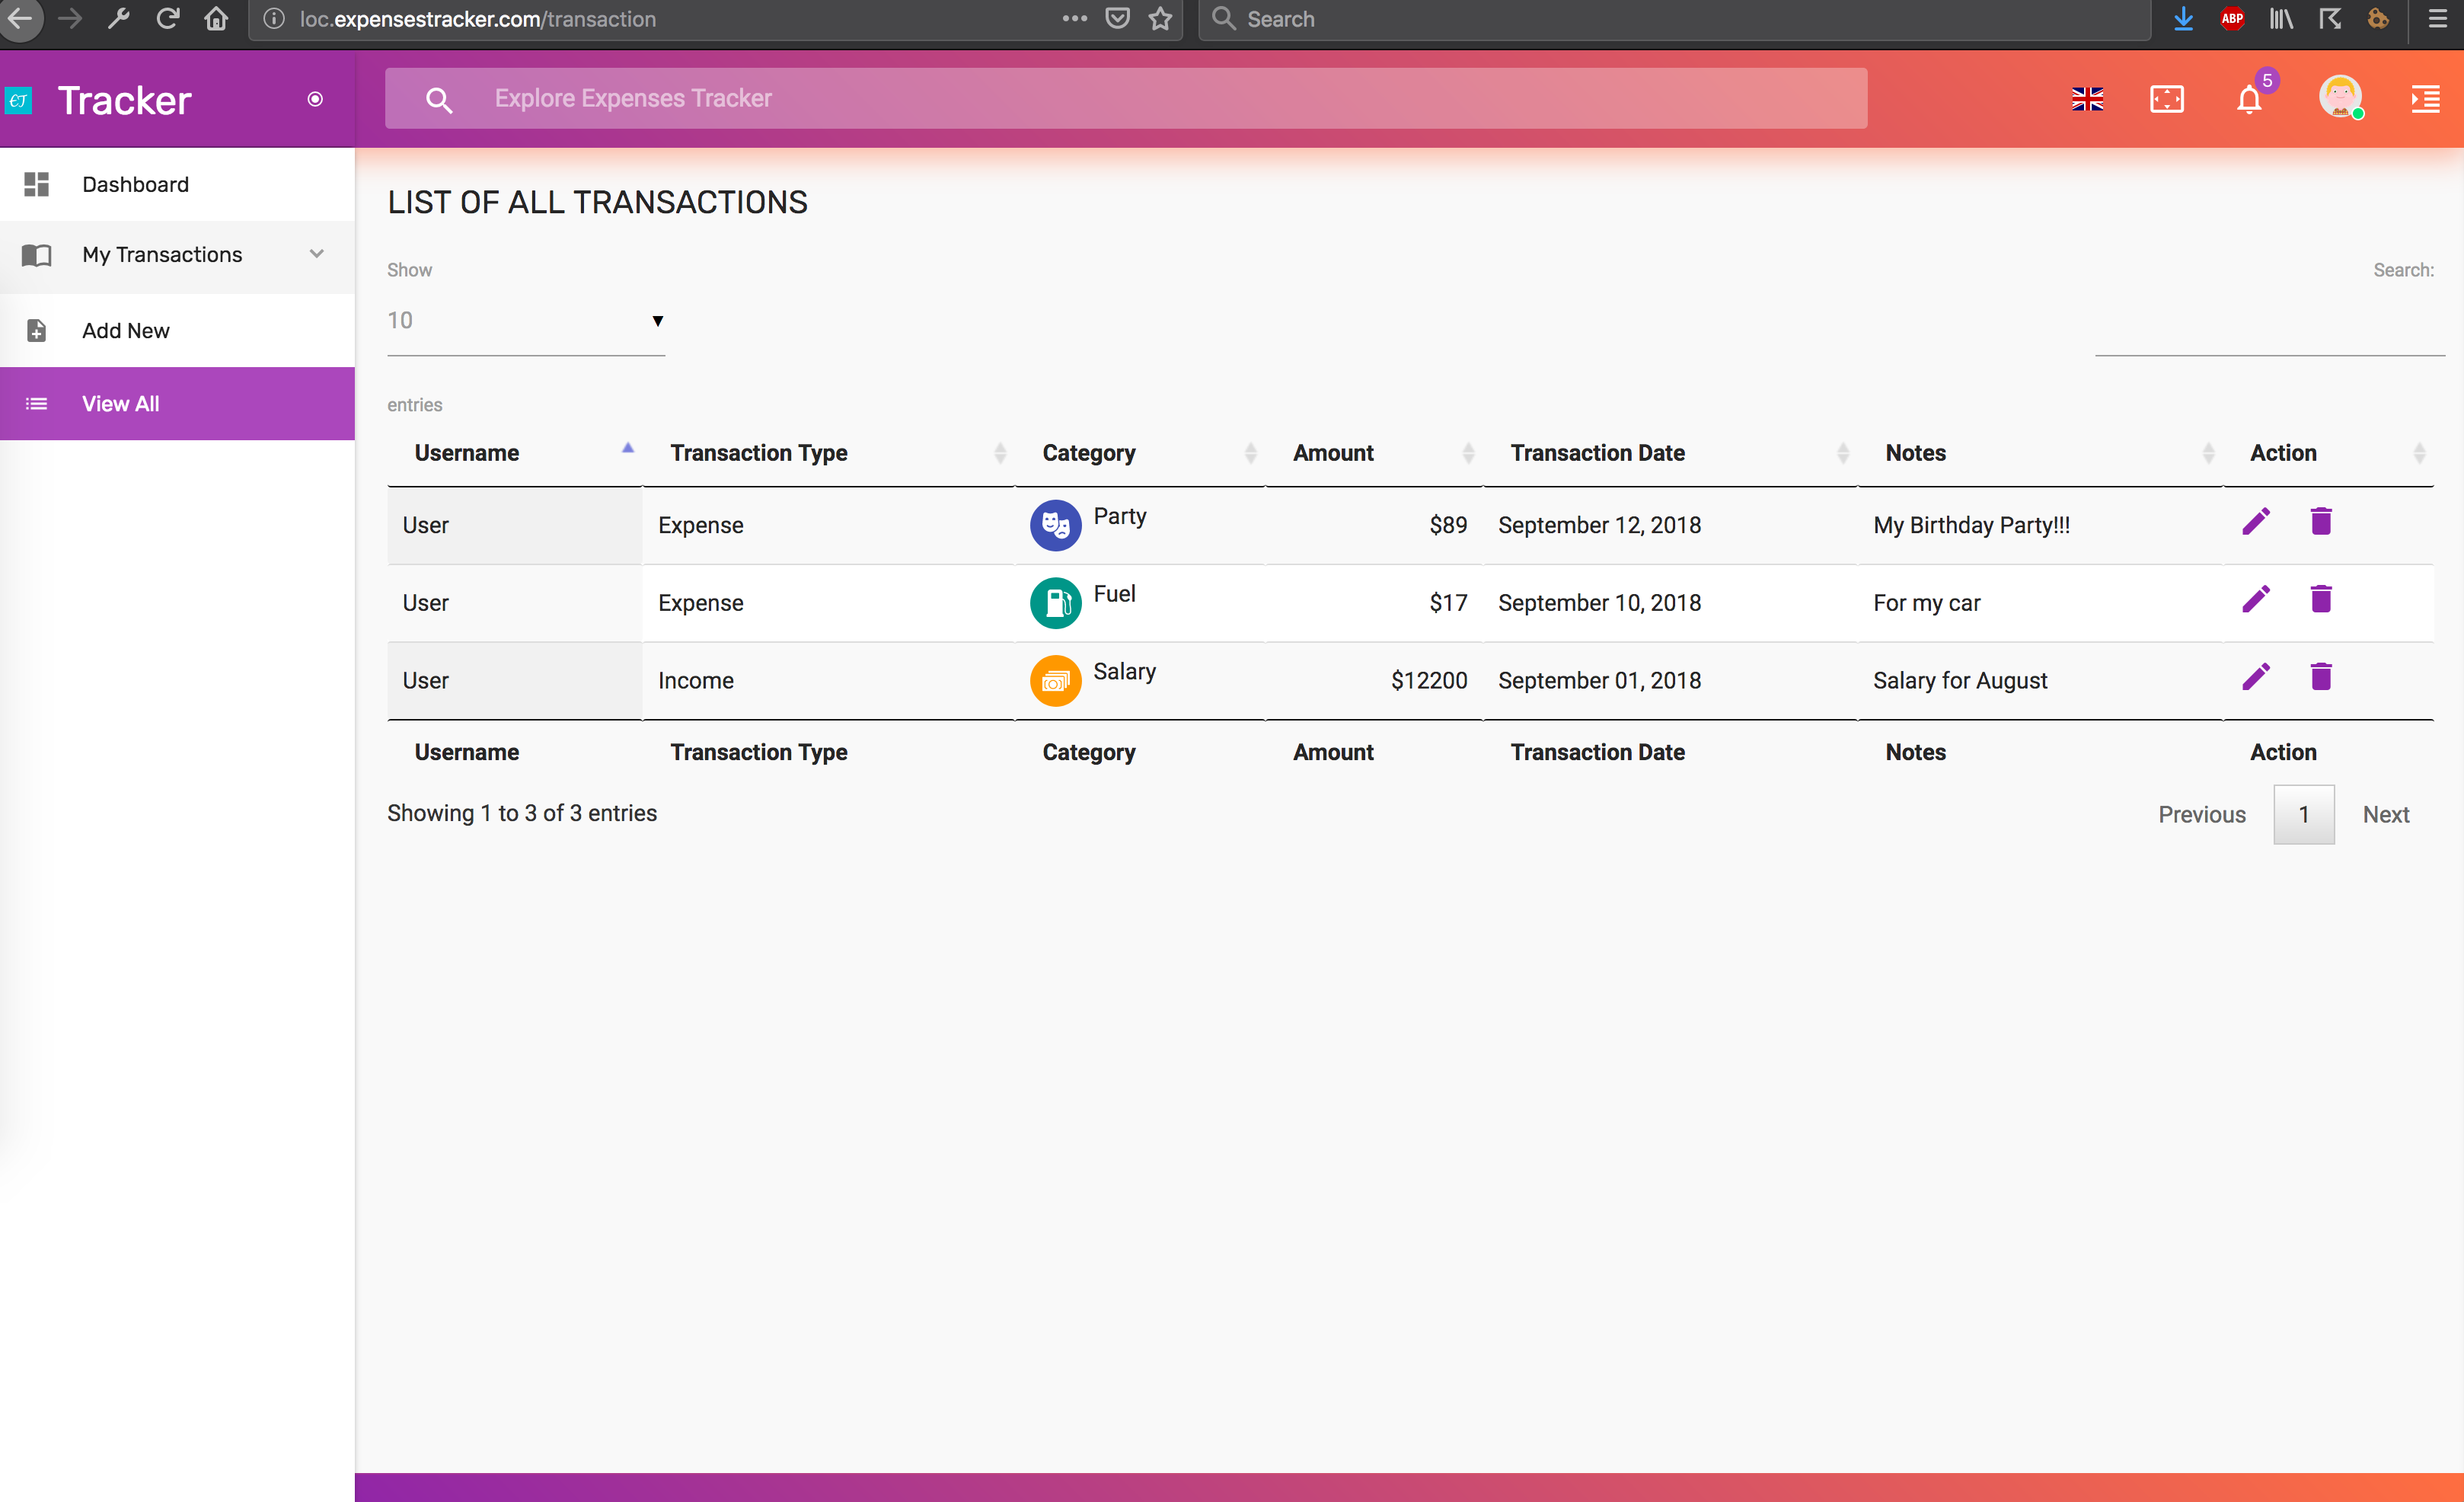 loc.expensestracker.com/transaction
Search
ABP
ET
Tracker
Explore Expenses Tracker
5
Dashboard
My Transactions
Add New
View All
LIST OF ALL TRANSACTIONS
Show
Search:
10
entries
Username Transaction Type Category Amount Transaction Date Notes Action
User Expense Party $89 September 12, 2018 My Birthday Party!!!
User Expense Fuel $17 September 10, 2018 For my car
User Income Salary $12200 September 01, 2018 Salary for August
Username Transaction Type Category Amount Transaction Date Notes Action
Showing 1 to 3 of 3 entries
Previous 1 Next